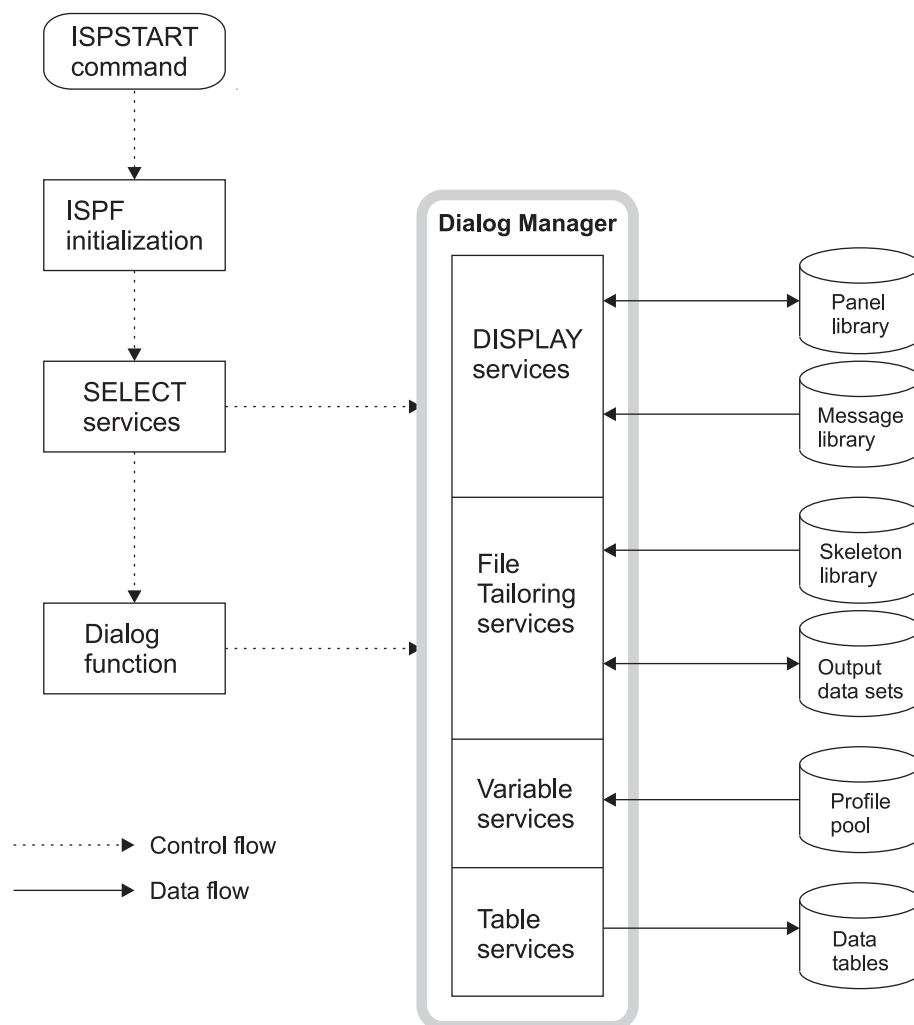 ISPSTART
command
ISPF
initialization
SELECT
services
Dialog
function
Control flow
Data flow
Dialog Manager
DISPLAY
services
File
Tailoring
services
Variable
services
Table
services
Panel
library
Message
library
Skeleton
library
Output
data sets
Profile
pool
Data
tables